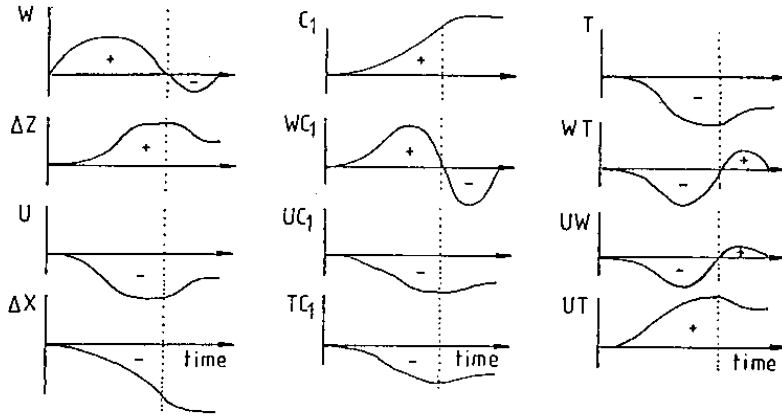 W
+
-
ΔZ
+
U
-
ΔX
-
time
C₁
+
WC₁
+
-
UC₁
-
TC₁
-
time
T
-
WT
-
+
UW
-
+
UT
+
time